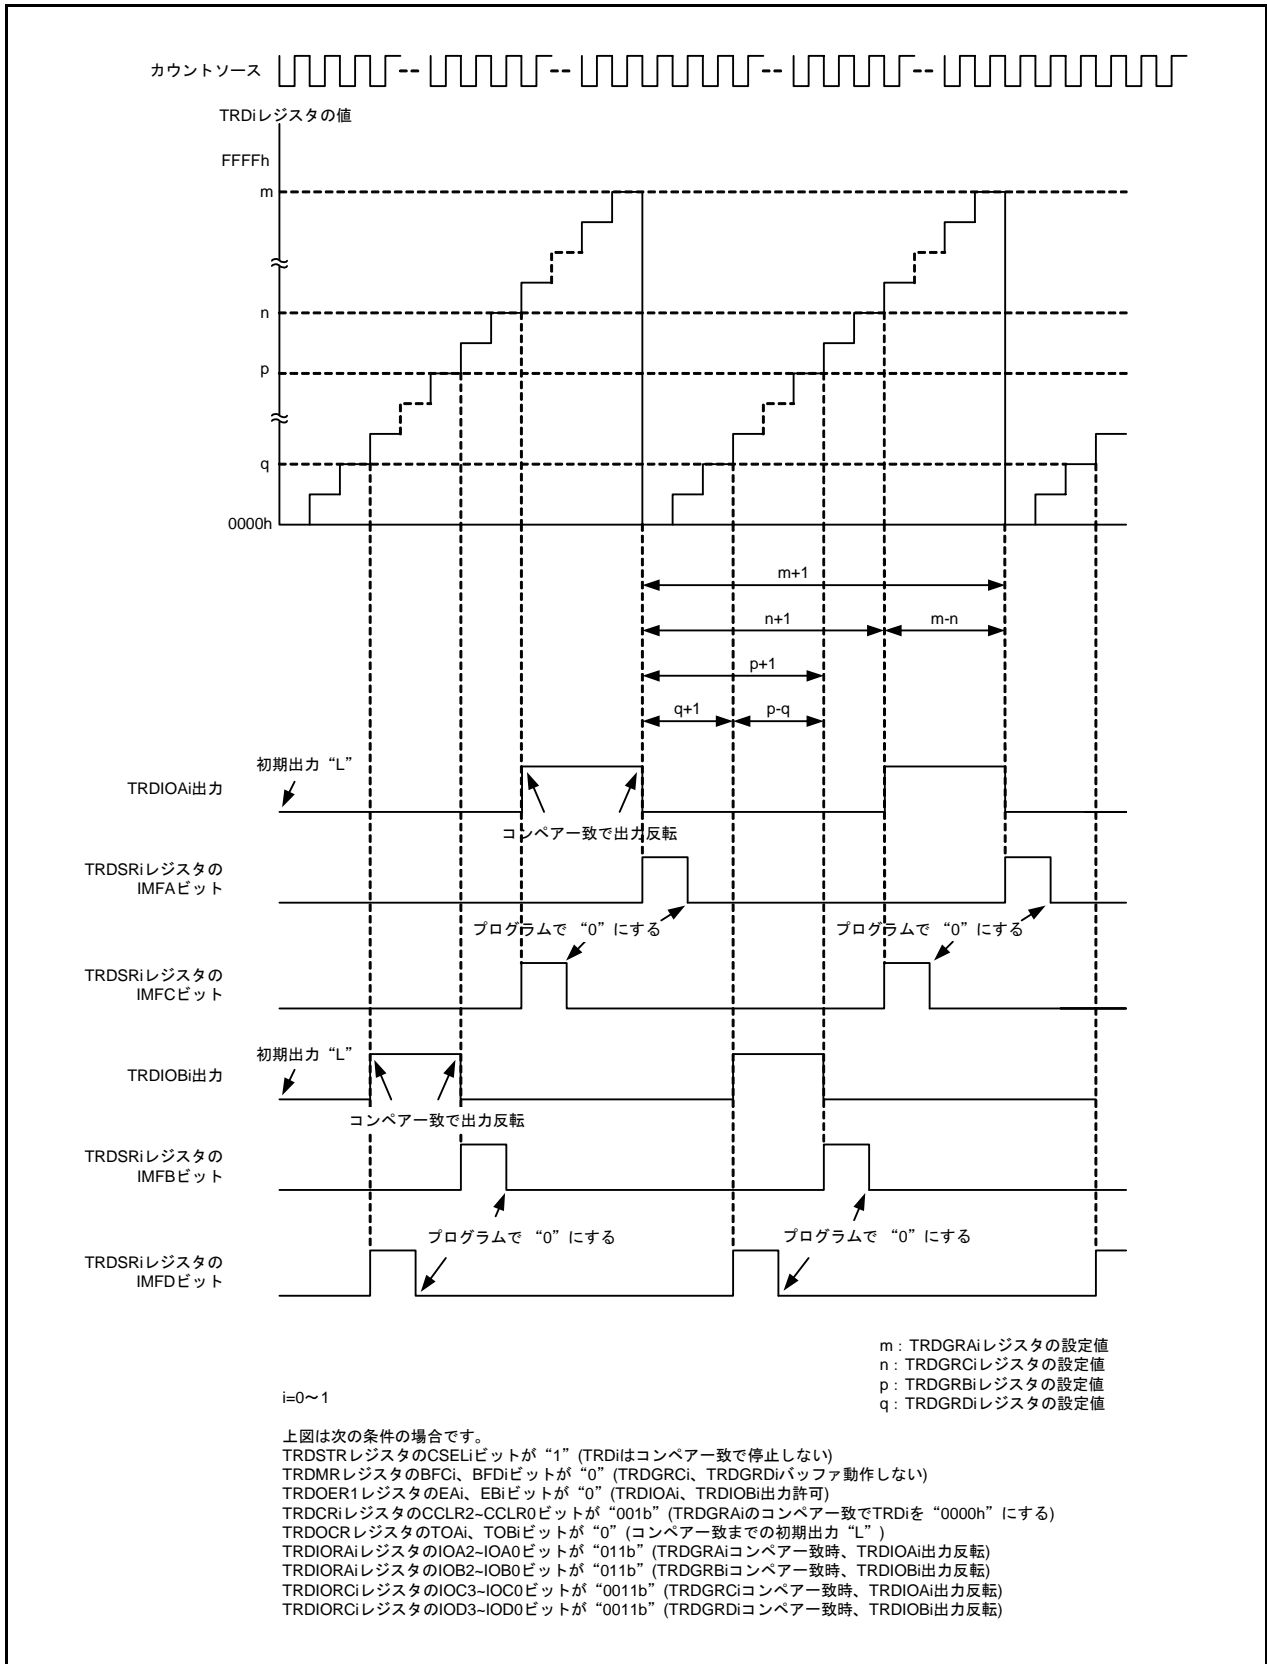 カウントソース
TRDiレジスタの値
FFFFh
m
n
p
q
0000h
m+1
n+1
m-n
p+1
q+1
p-q
初期出力“L”
TRDIOAi出力
コンペア一致で出力反転
TRDSRiレジスタの
IMFAビット
プログラムで “0”にする
プログラムで “0”にする
TRDSRiレジスタの
IMFCビット
初期出力“L”
TRDIOBi出力
コンペア一致で出力反転
TRDSRiレジスタの
IMFBビット
プログラムで “0”にする
プログラムで “0”にする
TRDSRiレジスタの
IMFDビット
m : TRDGRAiレジスタの設定値
n : TRDGRCiレジスタの設定値
p : TRDGRBiレジスタの設定値
q : TRDGRDiレジスタの設定値
i=0～1
上図は次の条件の場合です。
TRDSTRレジスタのCSELiビットが“1”(TRDiはコンペア一致で停止しない)
TRDMRレジスタのBFCi、BFDiビットが“0”(TRDGRCi、TRDGRDiバッファ動作しない)
TRDOER1レジスタのEAi、EBiビットが“0”(TRDIOAi、TRDIOBi出力許可)
TRDCRiレジスタのCCLR2~CCLR0ビットが“001b”(TRDGRAiのコンペア一致でTRDiを“0000h”にする)
TRDOCRレジスタのTOAi、TOBiビットが“0”(コンペア一致までの初期出力“L”)
TRDIORAiレジスタのIOA2~IOA0ビットが“011b”(TRDGRAiコンペア一致時、TRDIOAi出力反転)
TRDIORAiレジスタのIOB2~IOB0ビットが“011b”(TRDGRBiコンペア一致時、TRDIOBi出力反転)
TRDIORCiレジスタのIOC3~IOC0ビットが“0011b”(TRDGRCiコンペア一致時、TRDIOAi出力反転)
TRDIORCiレジスタのIOD3~IOD0ビットが“0011b”(TRDGRDiコンペア一致時、TRDIOBi出力反転)